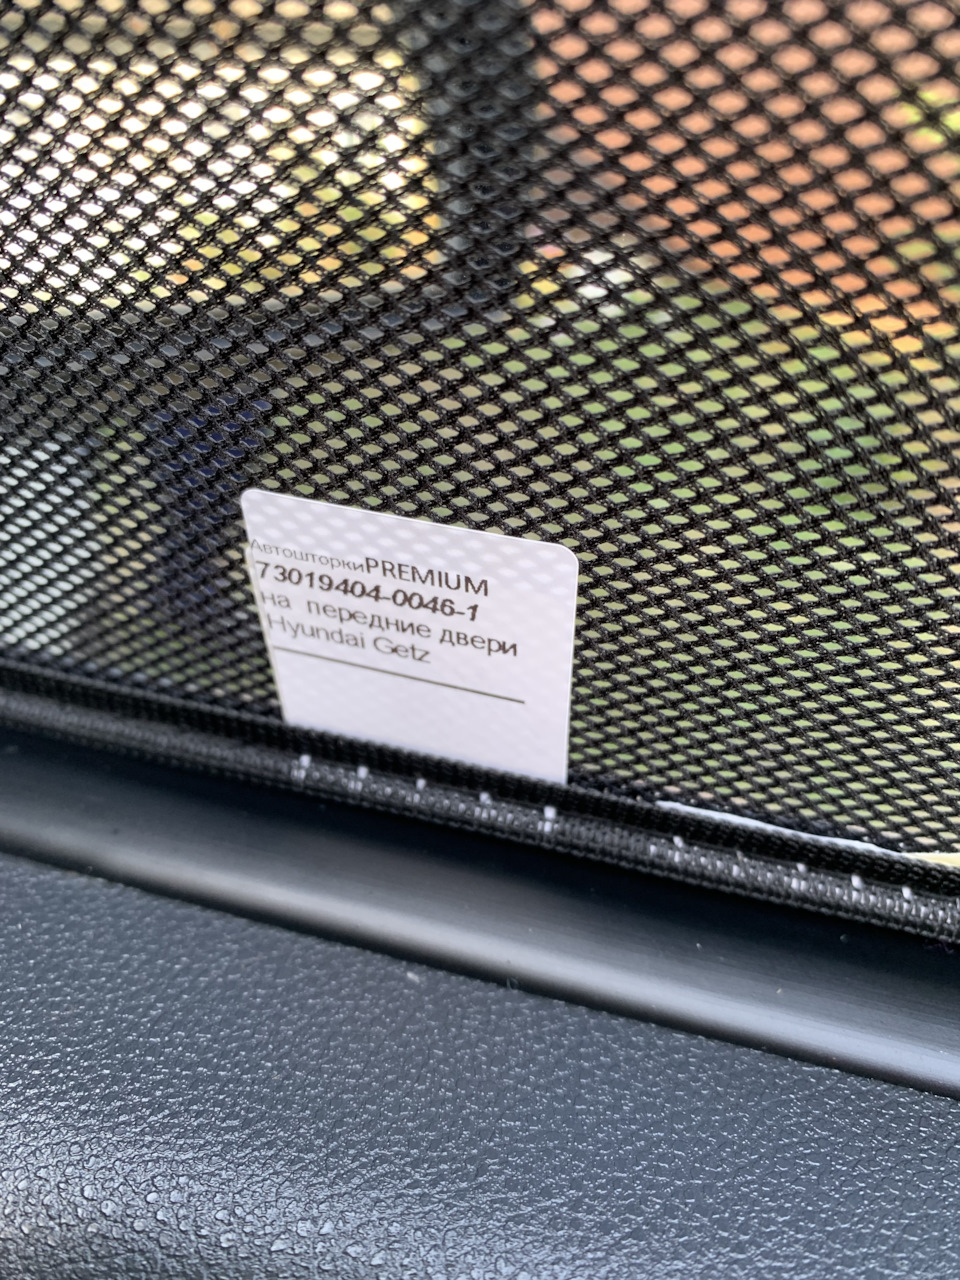 АвтошторкиPREMIUM
73019404-0046-1
на передние двери
Hyundai Getz